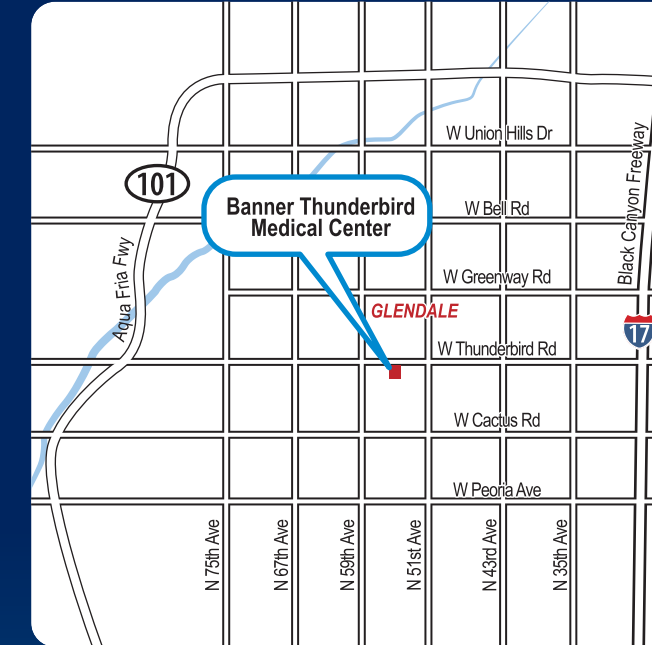 W Union Hills Dr
Black Canyon Freeway
101
Banner Thunderbird
Medical Center
W Bell Rd
Aqua Fria Fwy
W Greenway Rd
GLENDALE
17
W Thunderbird Rd
W Cactus Rd
W Peoria Ave
N 75th Ave
N 67th Ave
N 59th Ave
N 51st Ave
N 43rd Ave
N 35th Ave